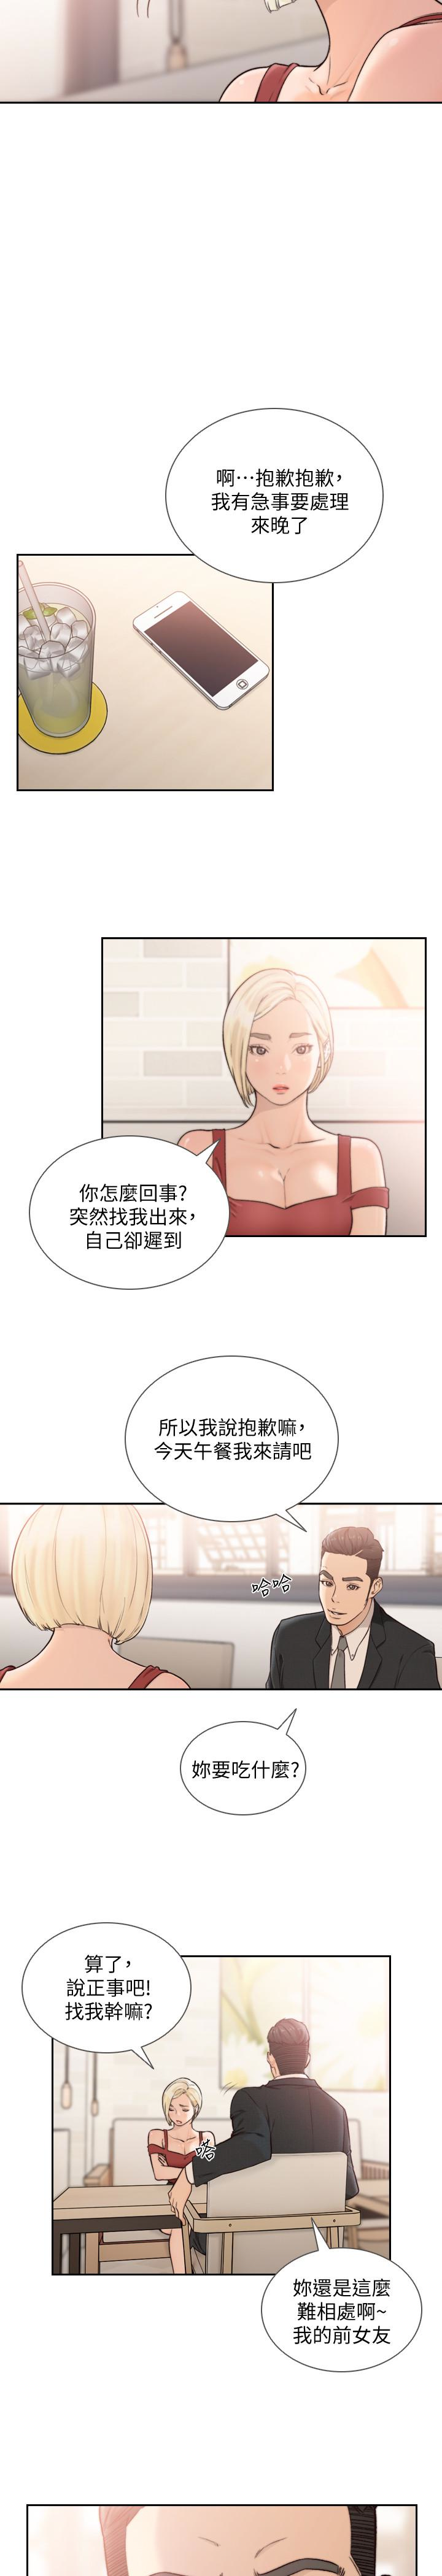 啊⋯抱歉抱歉，
我有急事要處理
來晚了
你怎麼回事?
突然找我出來，
自己卻遲到
所以我說抱歉嘛，
今天午餐我來請吧
哈哈
妳要吃什麼?
算了，
說正事吧!
找我幹嘛?
嗒
妳還是這麼
難相處啊~
我的前女友